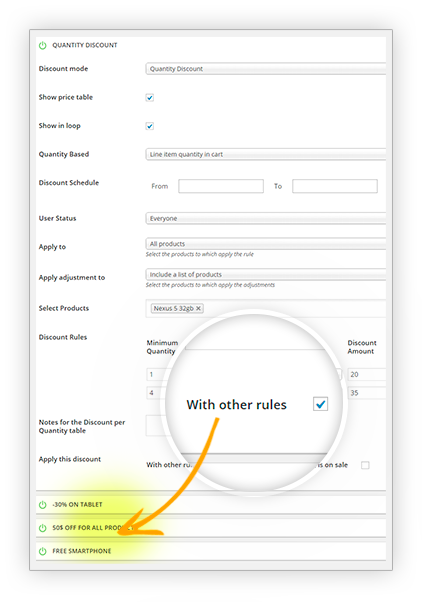 QUANTITY DISCOUNT
Discount mode Quantity Discount
Show price table
Show in loop
Quantity Based Line item quantity in cart
Discount Schedule From To
User Status Everyone
Apply to All products
Select the products to which apply the rule
Apply adjustment to Include a list of products
Select the products to which apply the adjustments
Select Products Nexus 5 32gb ×
Discount Rules Minimum Quantity Discount Amount
1 20
4 35
With other rules
Notes for the Discount per Quantity table
Apply this discount With other is on sale
-30% ON TABLET
50$ OFF FOR ALL
FREE SMARTPHONE